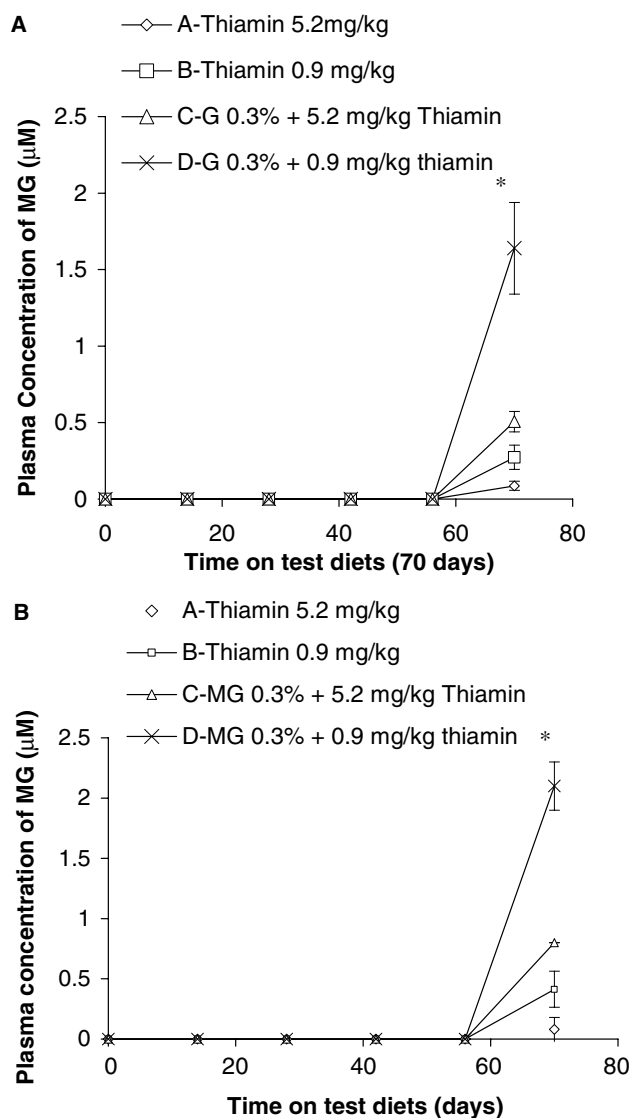 A
A-Thiamin 5.2mg/kg
B-Thiamin 0.9 mg/kg
C-G 0.3% + 5.2 mg/kg Thiamin
D-G 0.3% + 0.9 mg/kg thiamin
*
2.5
2
1.5
1
0.5
0
Plasma Concentration of MG (μM)
0 20 40 60 80
Time on test diets (70 days)
B
A-Thiamin 5.2 mg/kg
B-Thiamin 0.9 mg/kg
C-MG 0.3% + 5.2 mg/kg Thiamin
D-MG 0.3% + 0.9 mg/kg thiamin
*
2.5
2
1.5
1
0.5
0
Plasma concentration of MG (μM)
0 20 40 60 80
Time on test diets (days)